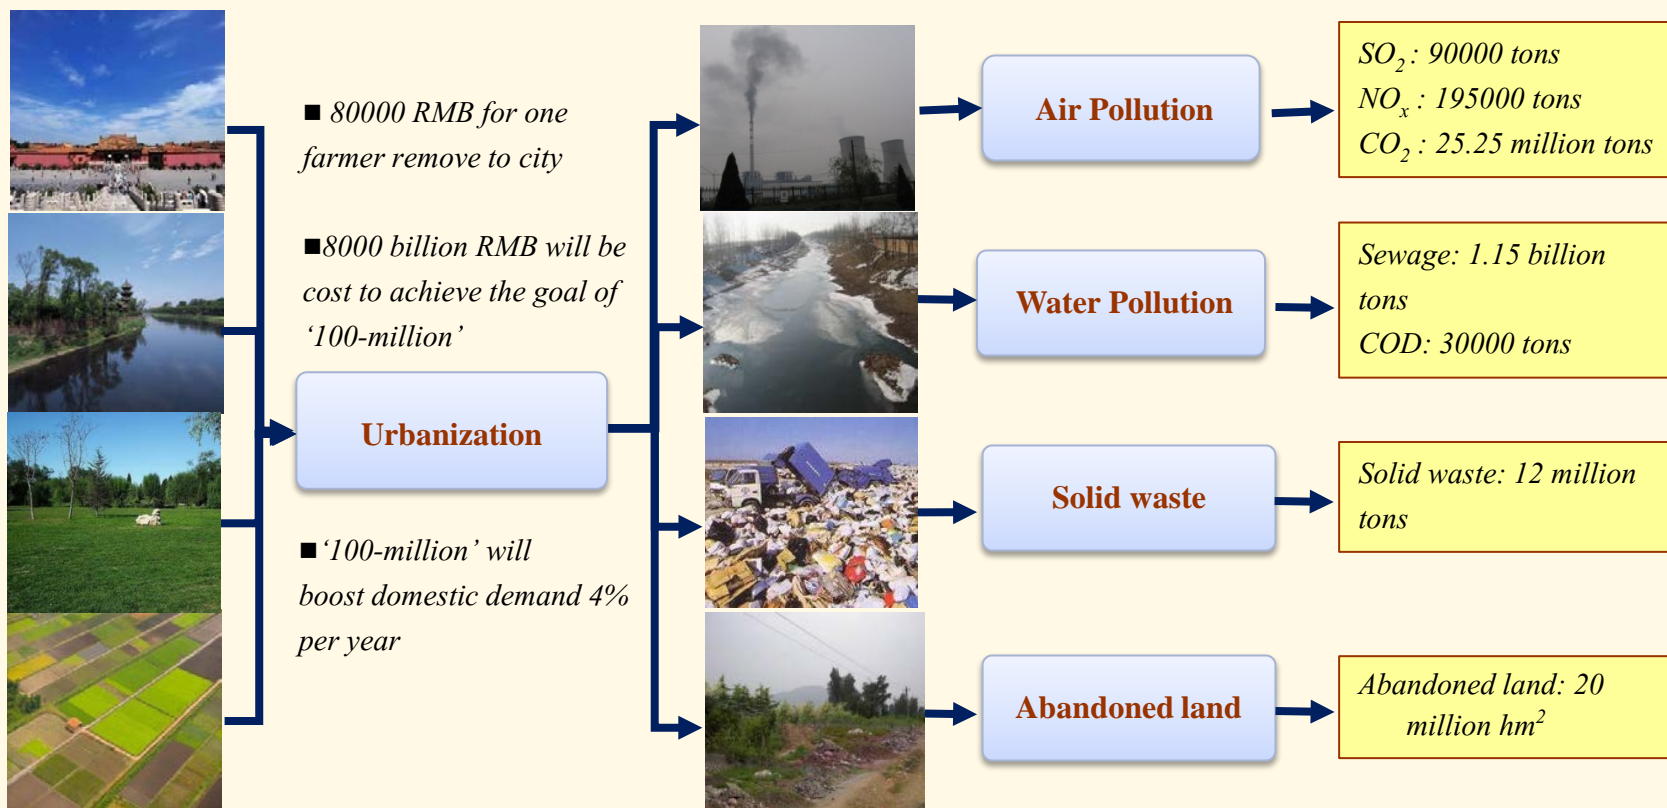 ■ 80000 RMB for one
farmer remove to city
■8000 billion RMB will be
cost to achieve the goal of
‘100-million’
Urbanization
■‘100-million’ will
boost domestic demand 4%
per year
Air Pollution
SO₂ : 90000 tons
NOₓ : 195000 tons
CO₂ : 25.25 million tons
Water Pollution
Sewage: 1.15 billion
tons
COD: 30000 tons
Solid waste
Solid waste: 12 million
tons
Abandoned land
Abandoned land: 20
million hm²